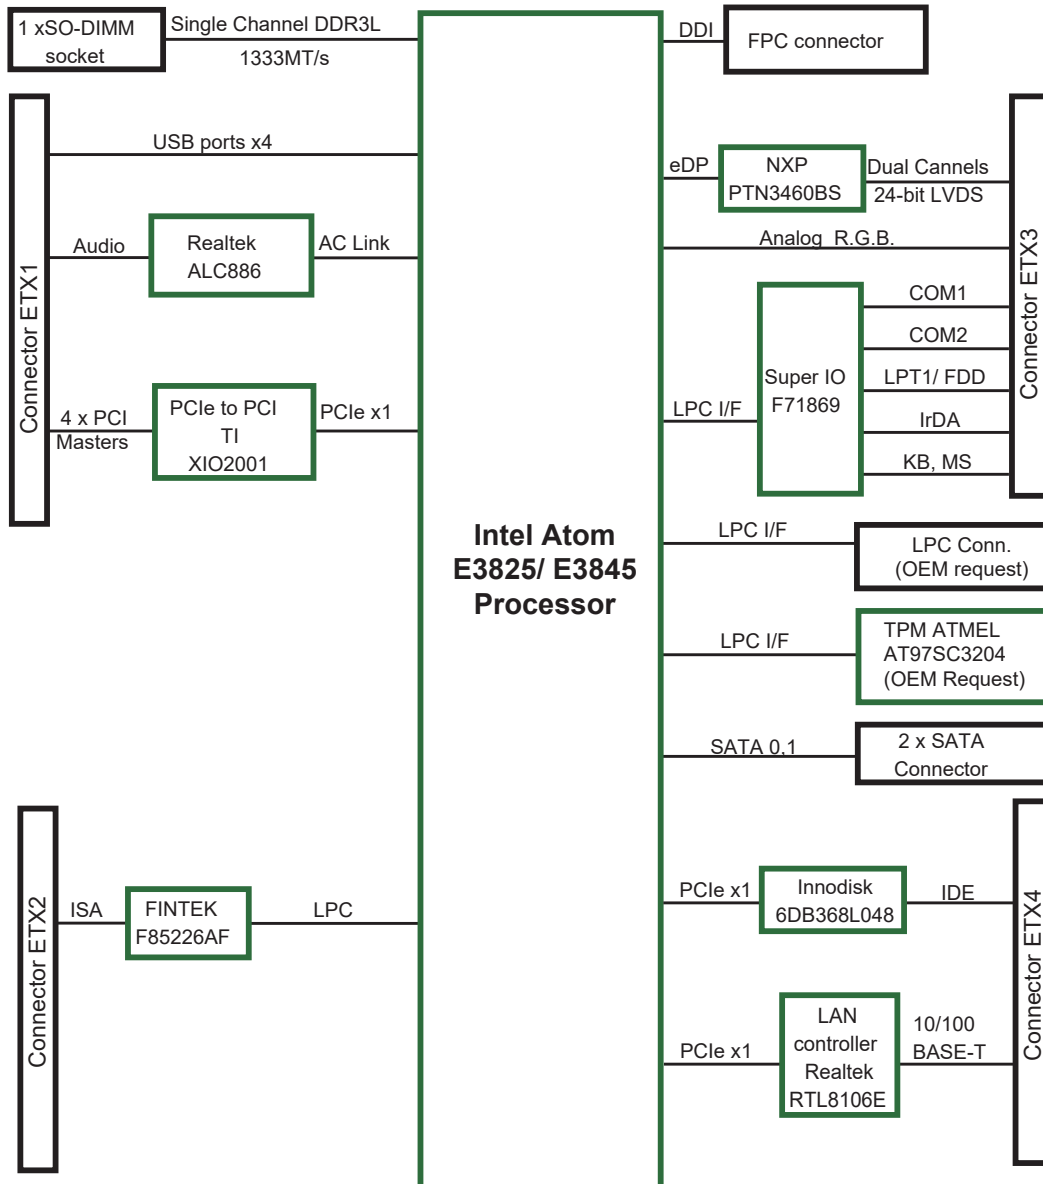 1 xSO-DIMM
socket
Single Channel DDR3L
1333MT/s
DDI
FPC connector
Connector ETX1
USB ports x4
Audio
Realtek
ALC886
AC Link
4 x PCI
Masters
PCIe to PCI
TI
XIO2001
PCIe x1
Intel Atom
E3825/ E3845
Processor
eDP
NXP
PTN3460BS
Dual Cannels
24-bit LVDS
Analog R.G.B.
Connector ETX3
LPC I/F
Super IO
F71869
COM1
COM2
LPT1/ FDD
IrDA
KB, MS
LPC I/F
LPC Conn.
(OEM request)
LPC I/F
TPM ATMEL
AT97SC3204
(OEM Request)
SATA 0,1
2 x SATA
Connector
Connector ETX2
ISA
FINTEK
F85226AF
LPC
PCIe x1
Innodisk
6DB368L048
IDE
Connector ETX4
PCIe x1
LAN
controller
Realtek
RTL8106E
10/100
BASE-T